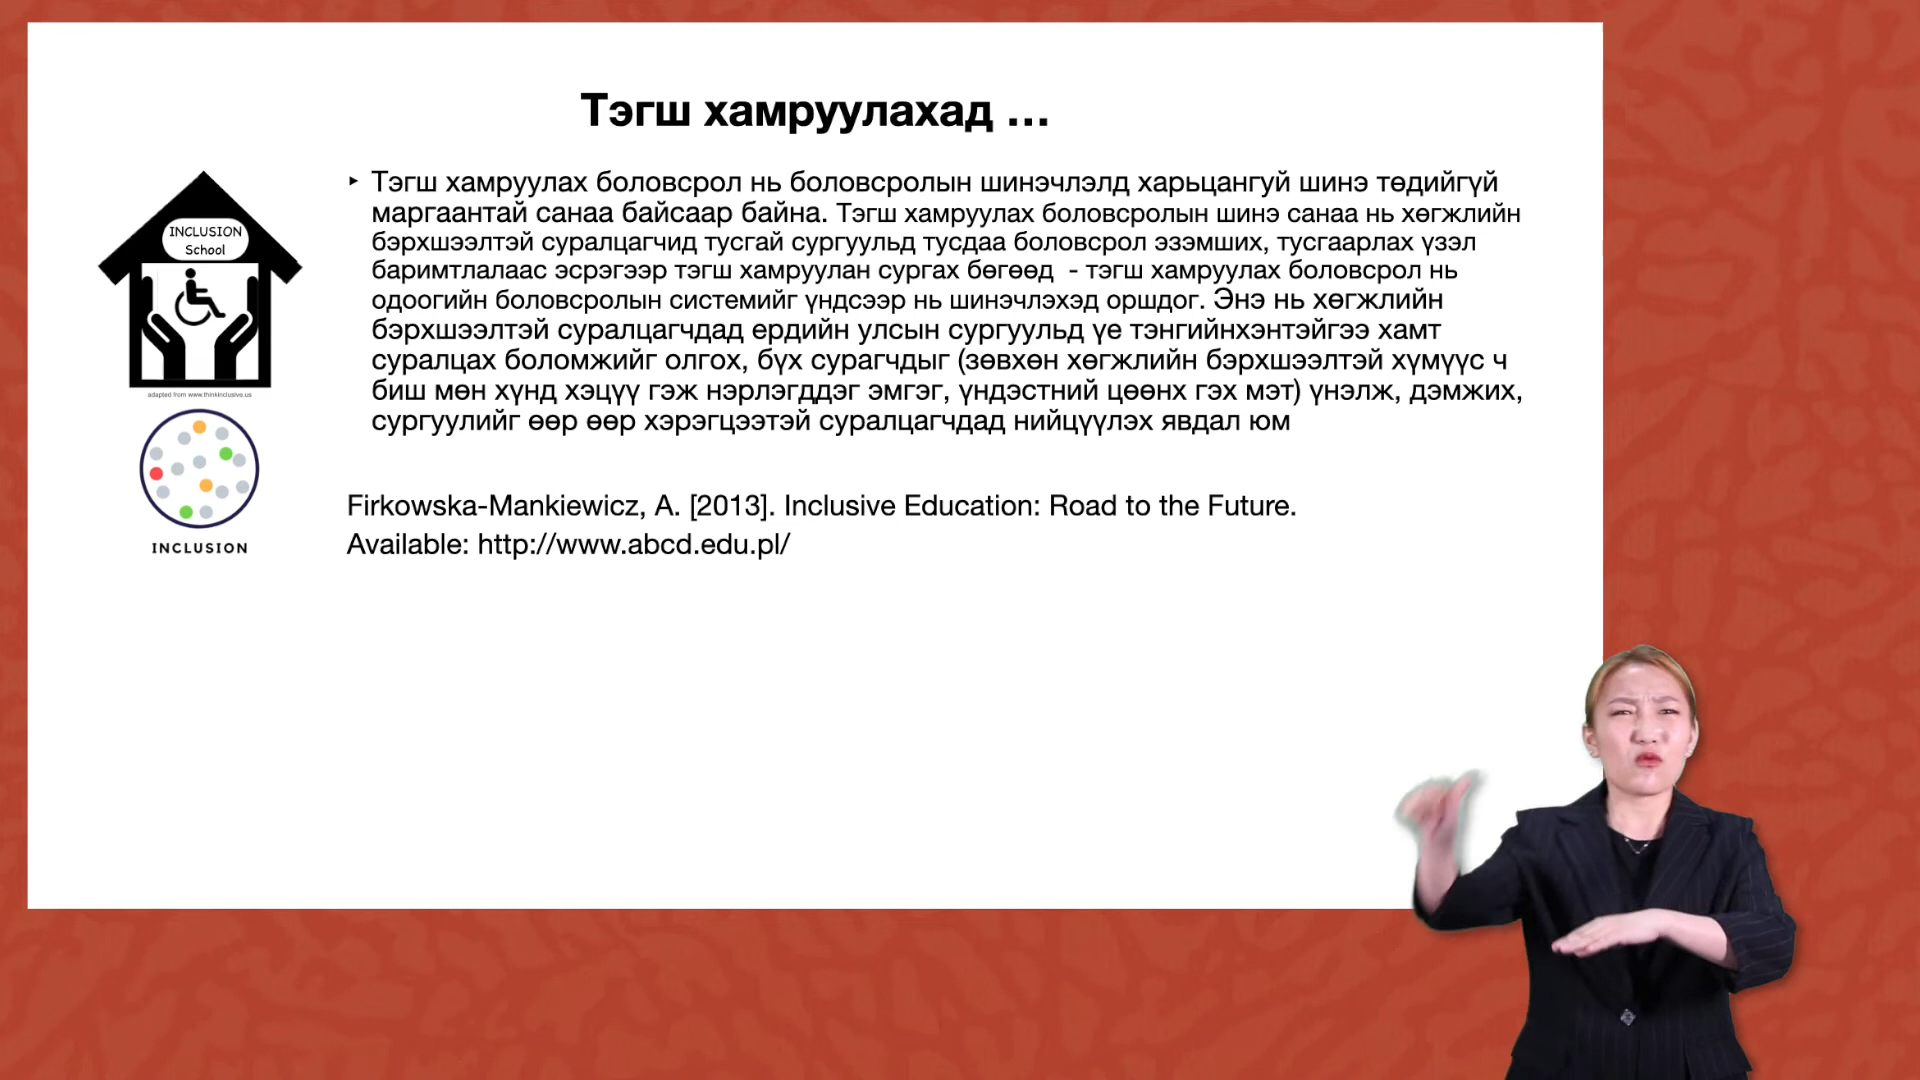 Тэгш хамруулахад ...
INCLUSION
School
adapted from www.thinkinclusive.us
INCLUSION
‣ Тэгш хамруулах боловсрол нь боловсролын шинэчлэлд харьцангуй шинэ төдийгүй
маргаантай санаа байсаар байна. Тэгш хамруулах боловсролын шинэ санаа нь хөгжлийн
бэрхшээлтэй суралцагчид тусгай сургуульд тусдаа боловсрол эзэмших, тусгаарлах үзэл
баримтлалаас эсрэгээр тэгш хамруулан сургах бөгөөд - тэгш хамруулах боловсрол нь
одоогийн боловсролын системийг үндсээр нь шинэчлэхэд оршдог. Энэ нь хөгжлийн
бэрхшээлтэй суралцагчдад ердийн улсын сургуульд үе тэнгийнхэнтэйгээ хамт
суралцах боломжийг олгох, бүх сурагчдыг (зөвхөн хөгжлийн бэрхшээлтэй хүмүүс ч
биш мөн хүнд хэцүү гэж нэрлэгддэг эмгэг, үндэстний цөөнх гэх мэт) үнэлж, дэмжих,
сургуулийг өөр өөр хэрэгцээтэй суралцагчдад нийцүүлэх явдал юм
Firkowska-Mankiewicz, A. [2013]. Inclusive Education: Road to the Future.
Available: http://www.abcd.edu.pl/